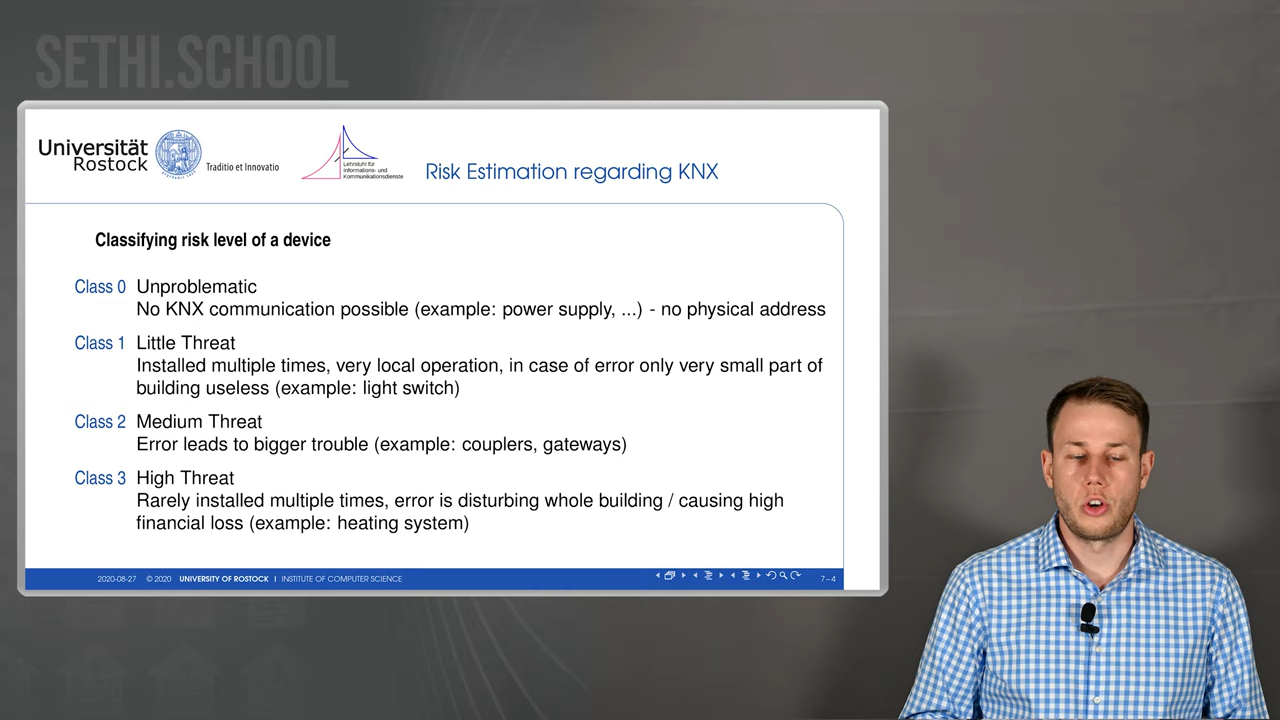 SETHI.SCHOOL
Universität
Rostock
Traditio et Innovatio
Lehrstuhl für
Informations- und
Kommunikationsdienste
Risk Estimation regarding KNX
Classifying risk level of a device
Class 0 Unproblematic
No KNX communication possible (example: power supply, ...) - no physical address
Class 1 Little Threat
Installed multiple times, very local operation, in case of error only very small part of
building useless (example: light switch)
Class 2 Medium Threat
Error leads to bigger trouble (example: couplers, gateways)
Class 3 High Threat
Rarely installed multiple times, error is disturbing whole building / causing high
financial loss (example: heating system)
2020-08-27 © 2020 UNIVERSITY OF ROSTOCK | INSTITUTE OF COMPUTER SCIENCE 7–4